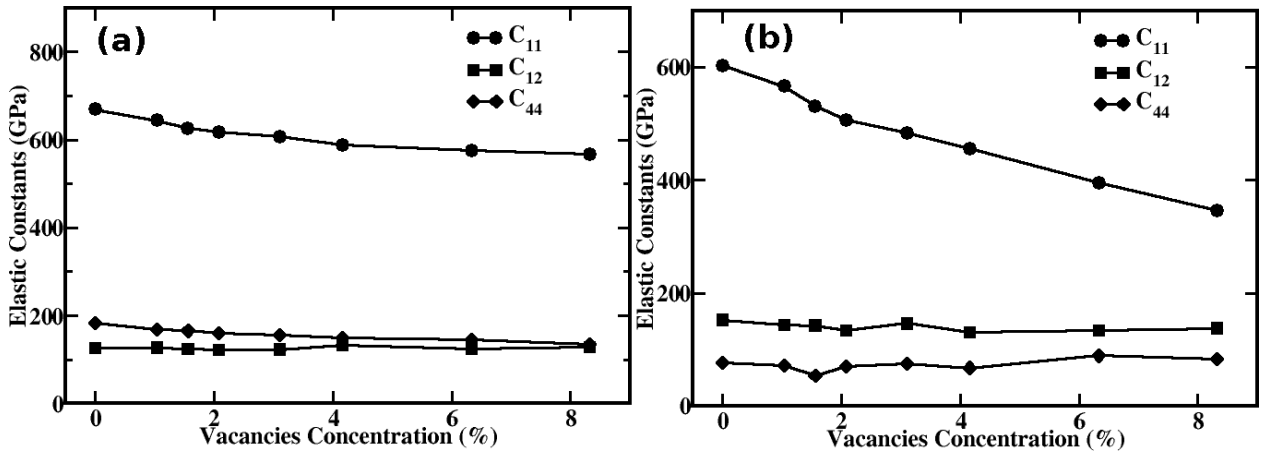 (a)
C11
C12
C44
Elastic Constants (GPa)
800
600
400
200
0
0 2 4 6 8
Vacancies Concentration (%)
(b)
C11
C12
C44
Elastic Constants (GPa)
600
400
200
0
0 2 4 6 8
Vacancies Concentration (%)